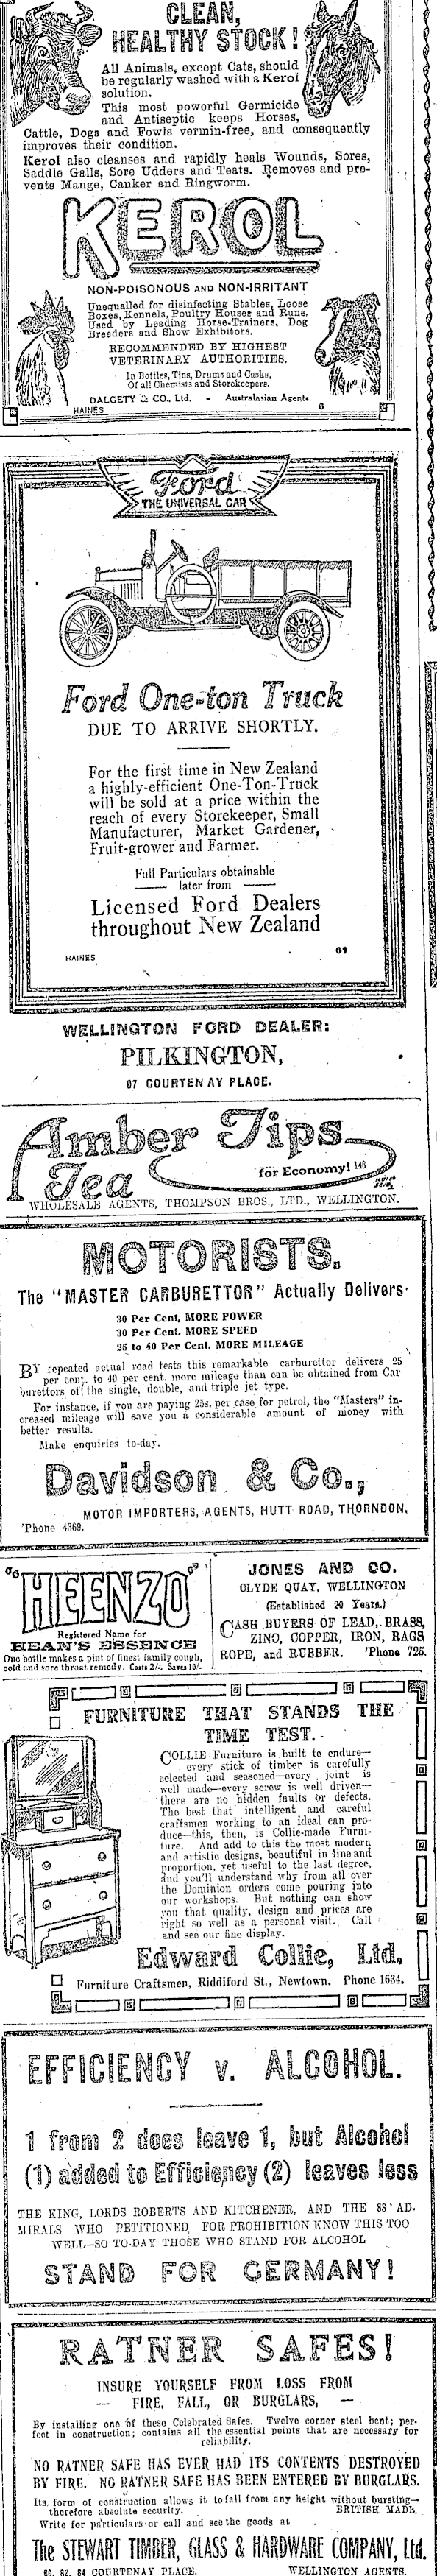 CLEAN,
HEALTHY STOCK!
All Animals, except Cats, should
be regularly washed with a Kerol
solution.
This most powerful Germicide
and Antiseptic keeps Horses,
Cattle, Dogs and Fowls vermin-free, and consequently
improves their condition.
Kerol also cleanses and rapidly heals Wounds, Sores,
Saddle Galls, Sore Udders and Teats. Removes and pre-
vents Mange, Canker and Ringworm.
KEROL
NON-POISONOUS AND NON-IRRITANT
Unequalled for disinfecting Stables, Loose
Boxes, Kennels, Poultry Houses and Runs.
Used by Leading Horse-Trainers, Dog
Breeders and Show Exhibitors.
RECOMMENDED BY HIGHEST
VETERINARY AUTHORITIES.
In Bottles, Tins, Drums and Casks,
Of all Chemists and Storekeepers.
DALGETY & CO., Ltd. - Australasian Agents
HAINES 6
Ford
THE UNIVERSAL CAR
Ford One-ton Truck
DUE TO ARRIVE SHORTLY.
For the first time in New Zealand
a highly-efficient One-Ton-Truck
will be sold at a price within the
reach of every Storekeeper, Small
Manufacturer, Market Gardener,
Fruit-grower and Farmer.
Full Particulars obtainable
later from
Licensed Ford Dealers
throughout New Zealand
HAINES 61
WELLINGTON FORD DEALER:
PILKINGTON,
67 COURTENAY PLACE.
Amber Tips
Tea
for Economy! 146
WHOLESALE AGENTS, THOMPSON BROS., LTD., WELLINGTON.
MOTORISTS.
The "MASTER CARBURETTOR" Actually Delivers
30 Per Cent. MORE POWER
30 Per Cent. MORE SPEED
25 to 40 Per Cent. MORE MILEAGE
BY repeated actual road tests this remarkable carburettor delivers 25
per cent. to 40 per cent. more mileage than can be obtained from Car
burettors of the single, double, and triple jet type.
For instance, if you are paying 25s. per case for petrol, the "Masters" in-
creased mileage will save you a considerable amount of money with
better results.
Make enquiries to-day.
Davidson & Co.,
MOTOR IMPORTERS, AGENTS, HUTT ROAD, THORNDON,
'Phone 4369.
"HEENZO"
Registered Name for
HEAN'S ESSENCE
One bottle makes a pint of finest family cough,
cold and sore throat remedy. Costs 2/-. Saves 10/-
JONES AND CO.
CLYDE QUAY, WELLINGTON
(Established 20 Years.)
CASH BUYERS OF LEAD, BRASS,
ZINC, COPPER, IRON, RAGS,
ROPE, and RUBBER. 'Phone 725.
FURNITURE THAT STANDS THE
TIME TEST.
COLLIE Furniture is built to endure—
every stick of timber is carefully
selected and seasoned—every joint is
well made—every screw is well driven—
there are no hidden faults or defects.
The best that intelligent and careful
craftsmen working to an ideal can pro-
duce—this, then, is Collie-made Furni-
ture. And add to this the most modern
and artistic designs, beautiful in line and
proportion, yet useful to the last degree,
and you'll understand why from all over
the Dominion orders come pouring into
our workshops. But nothing can show
you that quality, design and prices are
right so well as a personal visit. Call
and see our fine display.
Edward Collie, Ltd.
Furniture Craftsmen, Riddiford St., Newtown. Phone 1634.
EFFICIENCY v. ALCOHOL.
1 from 2 does leave 1, but Alcohol
(1) added to Efficiency (2) leaves less
THE KING, LORDS ROBERTS AND KITCHENER, AND THE 88 AD-
MIRALS WHO PETITIONED FOR PROHIBITION KNOW THIS TOO
WELL—SO TO-DAY THOSE WHO STAND FOR ALCOHOL
STAND FOR GERMANY!
RATNER SAFES!
INSURE YOURSELF FROM LOSS FROM
— FIRE, FALL, OR BURGLARS, —
By installing one of these Celebrated Safes. Twelve corner steel bent; per-
fect in construction; contains all the essential points that are necessary for
reliability.
NO RATNER SAFE HAS EVER HAD ITS CONTENTS DESTROYED
BY FIRE. NO RATNER SAFE HAS BEEN ENTERED BY BURGLARS.
Its form of construction allows it to fall from any height without bursting—
therefore absolute security. BRITISH MADE.
Write for particulars or call and see the goods at
The STEWART TIMBER, GLASS & HARDWARE COMPANY, Ltd.
80, 82, 84 COURTENAY PLACE. WELLINGTON AGENTS.